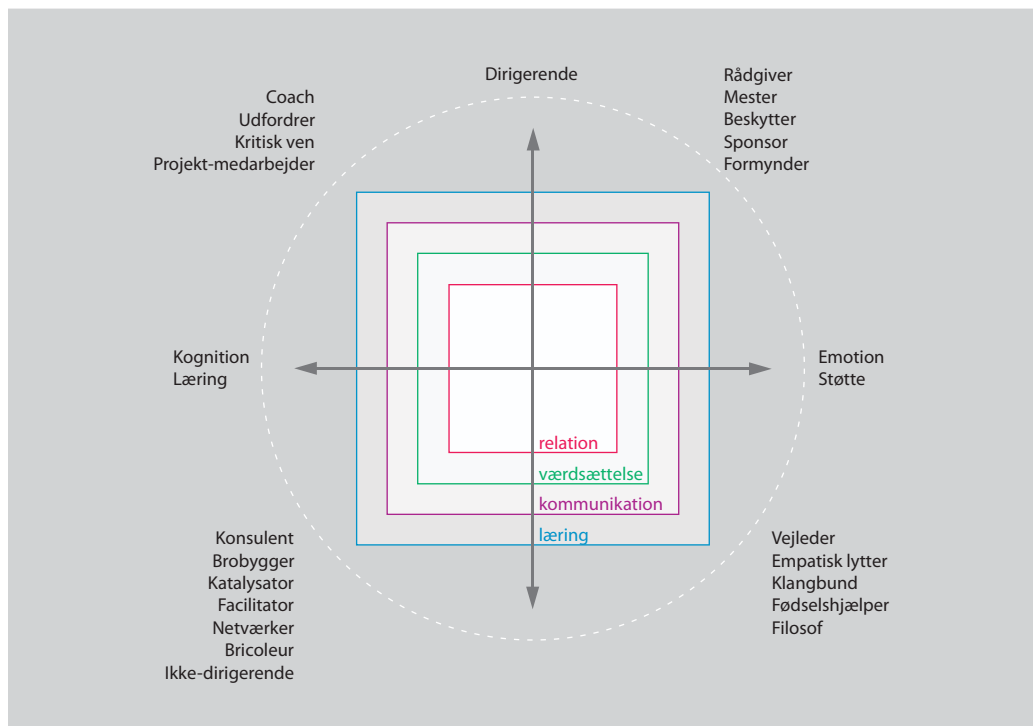 Dirigerende
Coach
Udfordrer
Kritisk ven
Projekt-medarbejder
Rådgiver
Mester
Beskytter
Sponsor
Formynder
Kognition
Læring
Emotion
Støtte
relation
værdsættelse
kommunikation
læring
Konsulent
Brobygger
Katalysator
Facilitator
Netværker
Bricoleur
Ikke-dirigerende
Vejleder
Empatisk lytter
Klangbund
Fødselshjælper
Filosof